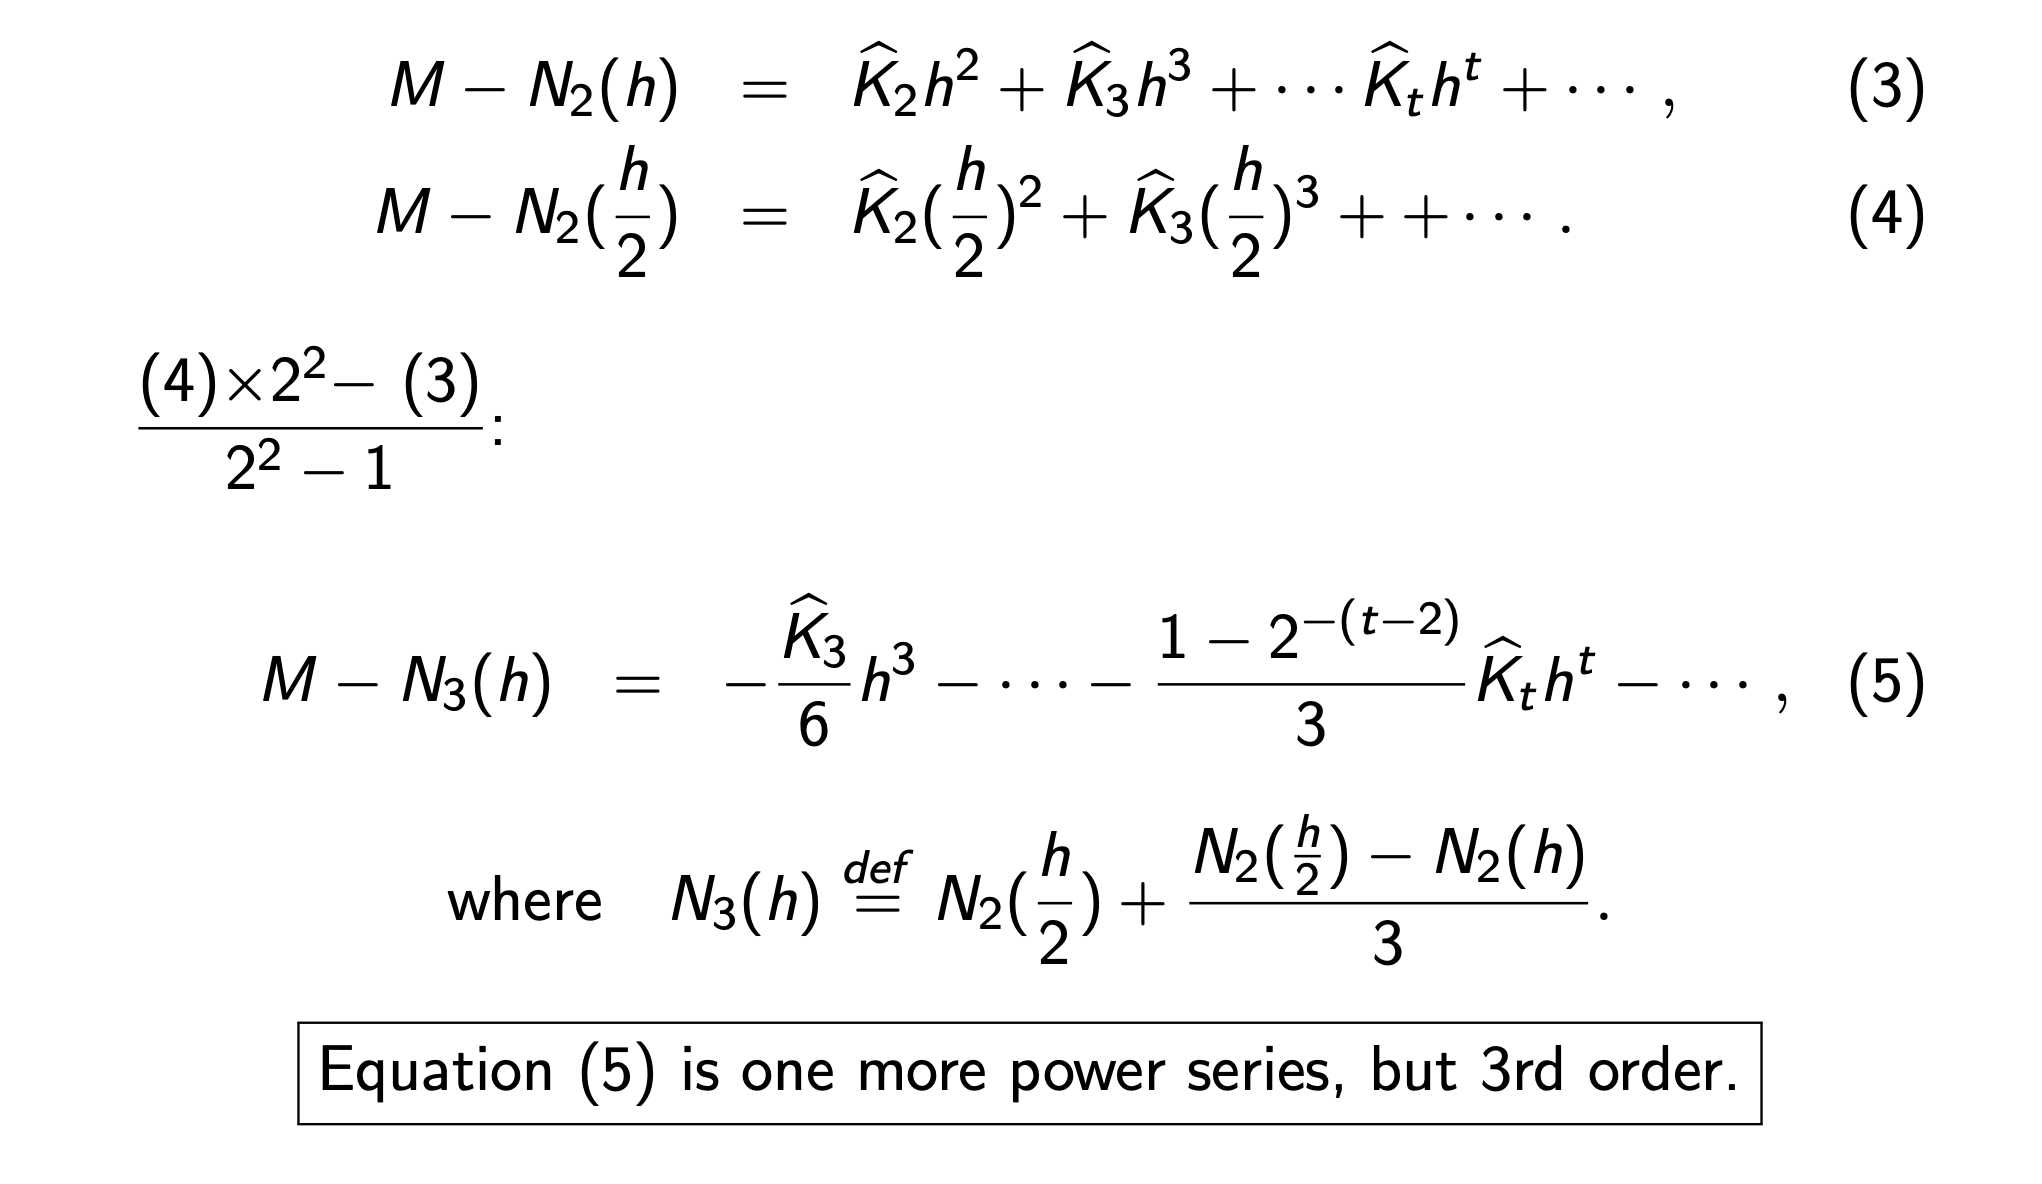 M − N₂(h) = K̂₂h² + K̂₃h³ + ··· K̂ₜhᵗ + ··· , (3)
M − N₂(h/2) = K̂₂(h/2)² + K̂₃(h/2)³ + + ··· . (4)
(4)×2² − (3) / 2² − 1 :
M − N₃(h) = − K̂₃/6 h³ − ··· − (1 − 2^−(t−2))/3 K̂ₜhᵗ − ··· , (5)
where N₃(h) def= N₂(h/2) + (N₂(h/2) − N₂(h))/3 .
Equation (5) is one more power series, but 3rd order.